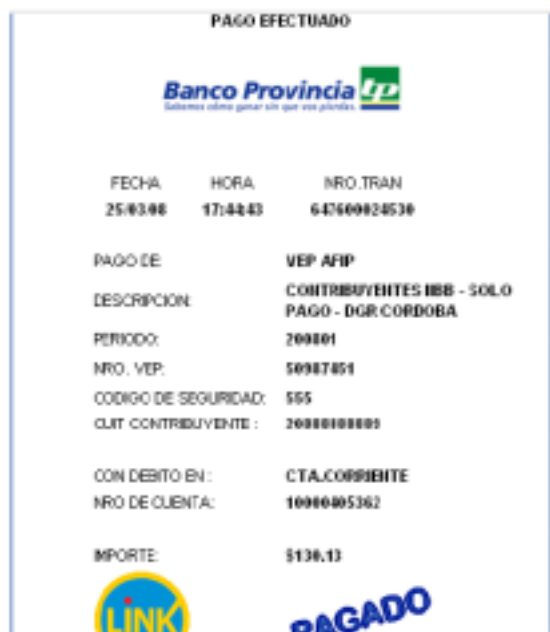 PAGO EFECTUADO
Banco Provincia bp
Sabemos cómo ganar sin que vos pierdas.
FECHA HORA NRO.TRAN
25/03/08 17:44:43 647600024530
PAGO DE: VEP AFIP
DESCRIPCION: CONTRIBUYENTES IIBB - SOLO
PAGO - DGR CORDOBA
PERIODO: 200801
NRO. VEP: 50987451
CODIGO DE SEGURIDAD: 555
CUIT CONTRIBUYENTE :
CON DEBITO EN : CTA.CORRIENTE
NRO DE CUENTA: 10000405362
IMPORTE: $130.13
LINK PAGADO